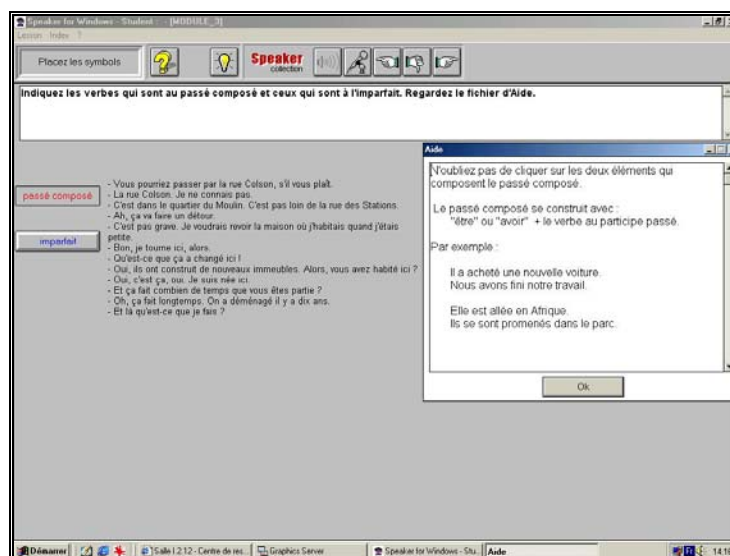 Speaker for Windows - Student : - [MODULE_3]
Lesson Index ?
Placez les symbols
Speaker
collection
Indiquez les verbes qui sont au passé composé et ceux qui sont à l'imparfait. Regardez le fichier d'Aide.
passé composé
imparfait
- Vous pourriez passer par la rue Colson, s'il vous plaît.
- La rue Colson. Je ne connais pas.
- C'est dans le quartier du Moulin. C'est pas loin de la rue des Stations.
- Ah, ça va faire un détour.
- C'est pas grave. Je voudrais revoir la maison où j'habitais quand j'étais
petite.
- Bon, je tourne ici, alors.
- Qu'est-ce que ça a changé ici !
- Oui, ils ont construit de nouveaux immeubles. Alors, vous avez habité ici ?
- Oui, c'est ça, oui. Je suis née ici.
- Et ça fait combien de temps que vous êtes partie ?
- Oh, ça fait longtemps. On a déménagé il y a dix ans.
- Et là qu'est-ce que je fais ?
Aide
N'oubliez pas de cliquer sur les deux éléments qui
composent le passé composé.
Le passé composé se construit avec :
"être" ou "avoir" + le verbe au participe passé.
Par exemple :
Il a acheté une nouvelle voiture.
Nous avons fini notre travail.
Elle est allée en Afrique.
Ils se sont promenés dans le parc.
Ok
Démarrer
Salle I.2.12 - Centre de res...
Graphics Server
Speaker for Windows - Stu...
Aide
Fr
14:16